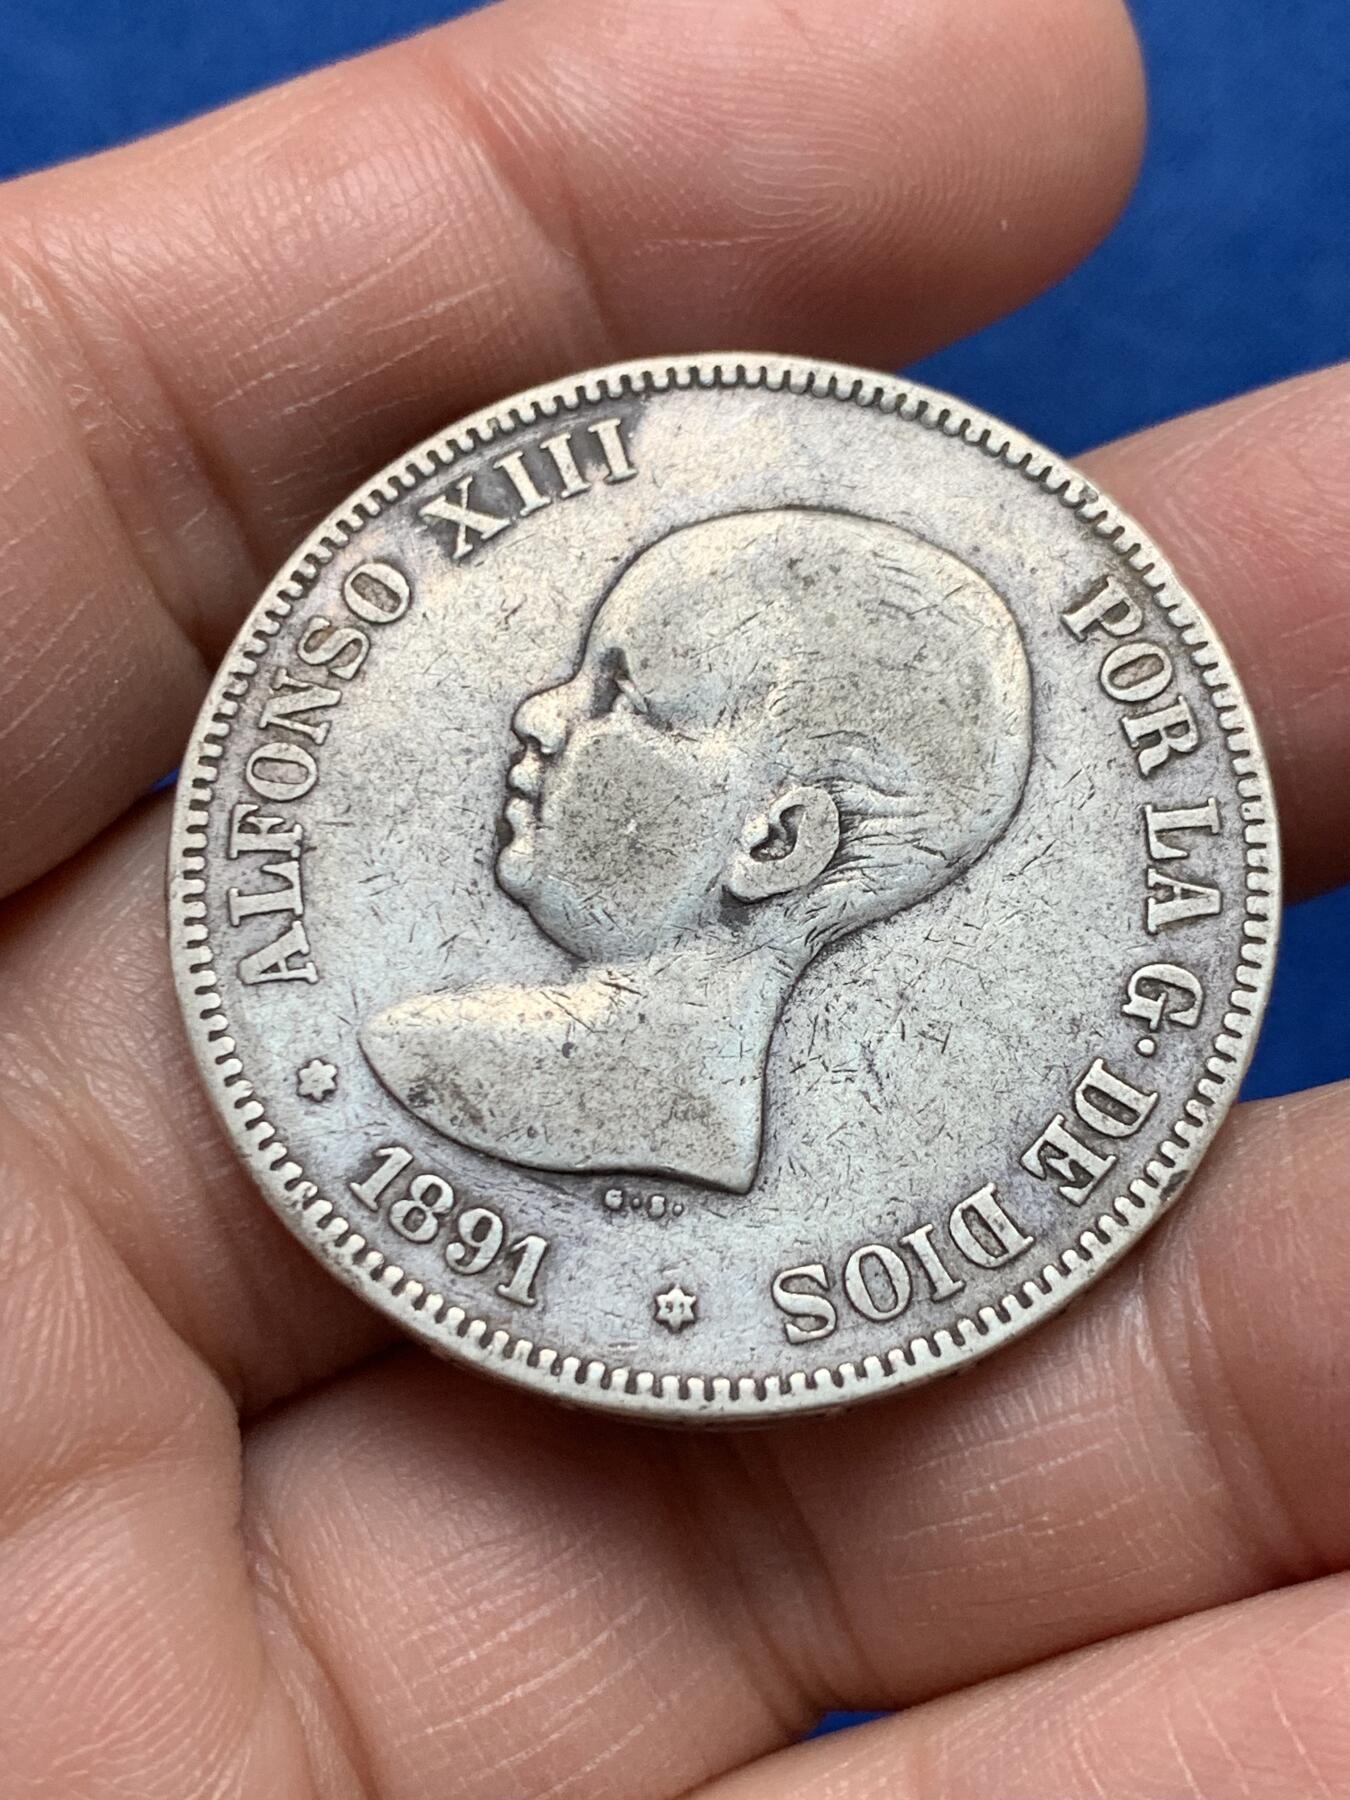 ALFONSO XIII
POR LA G. DE DIOS
1891
G.S.